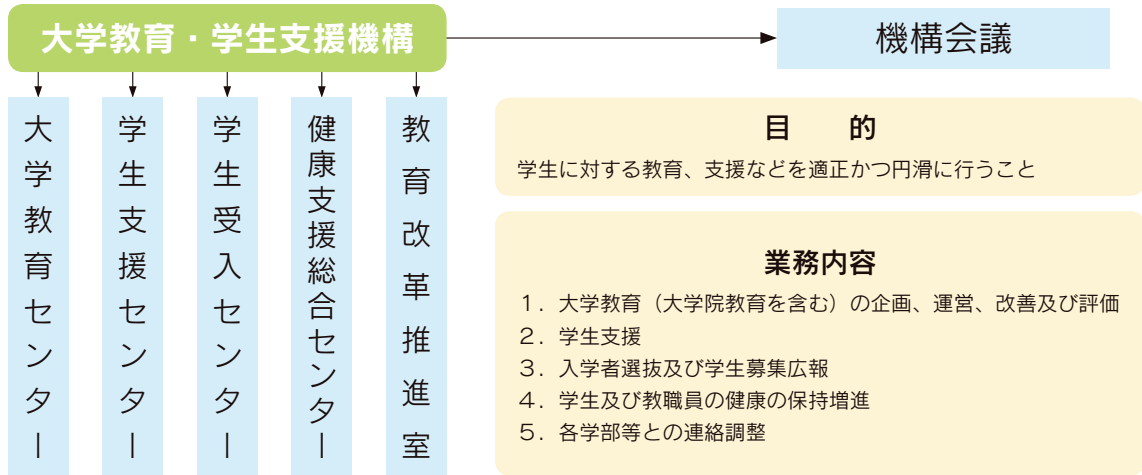 大学教育・学生支援機構
機構会議
大学教育センター
学生支援センター
学生受入センター
健康支援総合センター
教育改革推進室
目　的
学生に対する教育、支援などを適正かつ円滑に行うこと
業務内容
１．大学教育（大学院教育を含む）の企画、運営、改善及び評価
２．学生支援
３．入学者選抜及び学生募集広報
４．学生及び教職員の健康の保持増進
５．各学部等との連絡調整